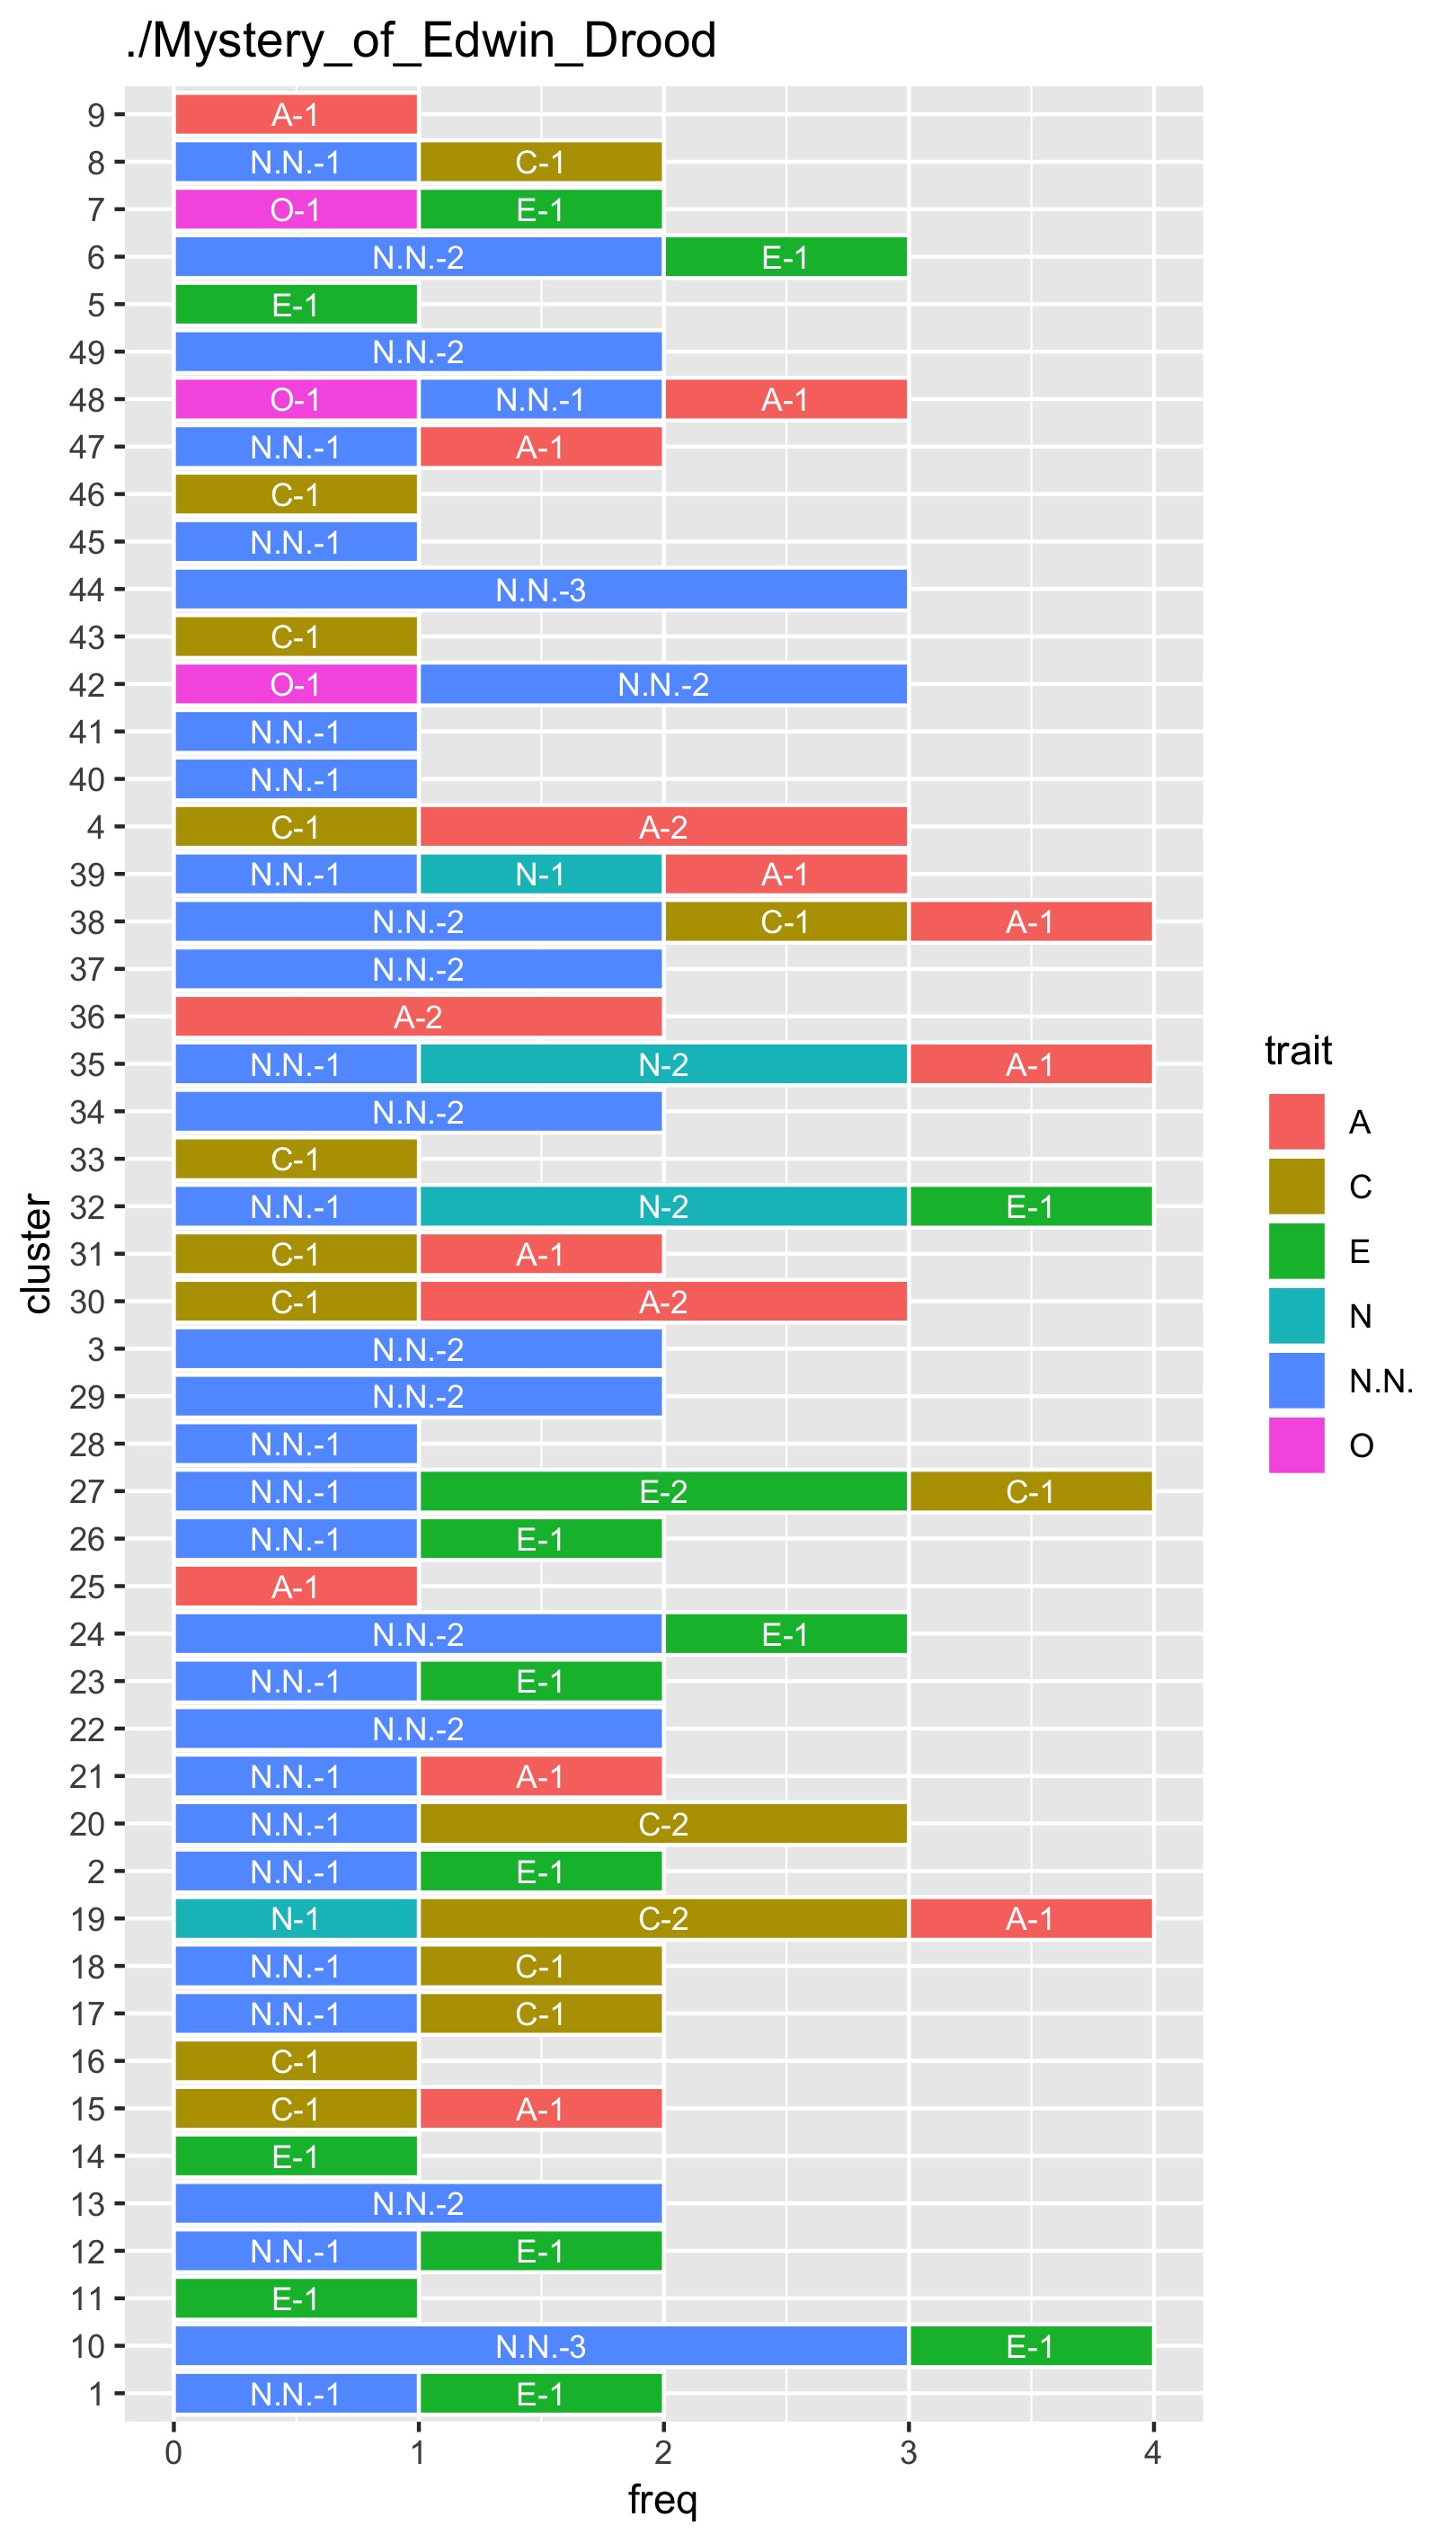 ./Mystery_of_Edwin_Drood
9 A-1
8 N.N.-1 C-1
7 O-1 E-1
6 N.N.-2 E-1
5 E-1
49 N.N.-2
48 O-1 N.N.-1 A-1
47 N.N.-1 A-1
46 C-1
45 N.N.-1
44 N.N.-3
43 C-1
42 O-1 N.N.-2
41 N.N.-1
40 N.N.-1
4 C-1 A-2
39 N.N.-1 N-1 A-1
38 N.N.-2 C-1 A-1
37 N.N.-2
36 A-2
35 N.N.-1 N-2 A-1
34 N.N.-2
33 C-1
32 N.N.-1 N-2 E-1
31 C-1 A-1
30 C-1 A-2
3 N.N.-2
29 N.N.-2
28 N.N.-1
27 N.N.-1 E-2 C-1
26 N.N.-1 E-1
25 A-1
24 N.N.-2 E-1
23 N.N.-1 E-1
22 N.N.-2
21 N.N.-1 A-1
20 N.N.-1 C-2
2 N.N.-1 E-1
19 N-1 C-2 A-1
18 N.N.-1 C-1
17 N.N.-1 C-1
16 C-1
15 C-1 A-1
14 E-1
13 N.N.-2
12 N.N.-1 E-1
11 E-1
10 N.N.-3 E-1
1 N.N.-1 E-1
0 1 2 3 4
freq
cluster
trait
A
C
E
N
N.N.
O